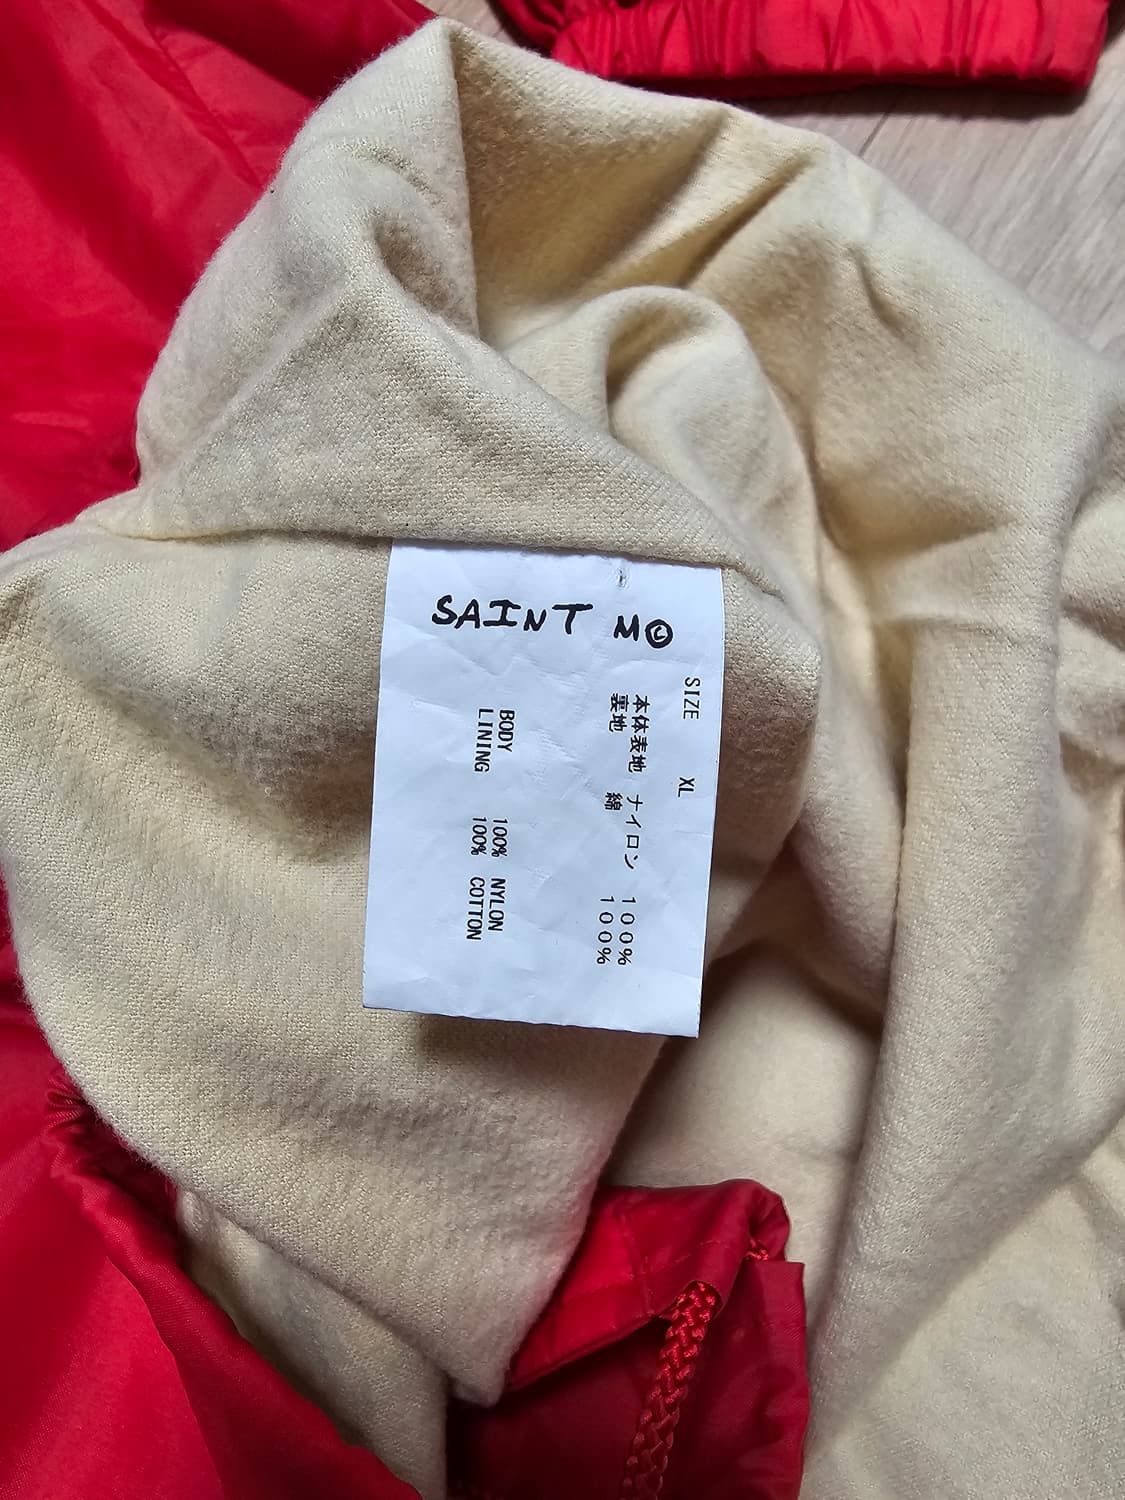 SAINT M©
SIZE XL
本体表地 ナイロン 100%
裏地 綿 100%
BODY 100% NYLON
LINING 100% COTTON